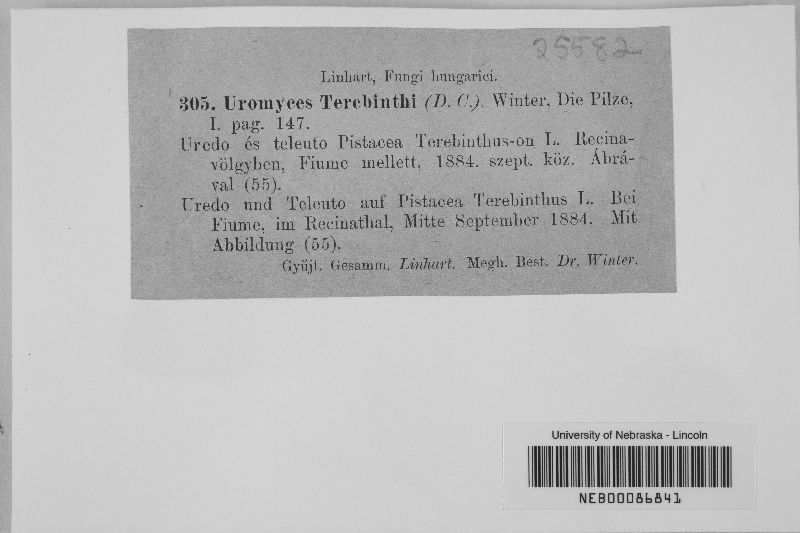 25582
Linhart, Fungi hungarici.
305. Uromyces Terebinthi (D. C.). Winter, Die Pilze,
I. pag. 147.
Uredo és teleuto Pistacea Terebinthus-on L. Recina-
völgyben, Fiume mellett, 1884. szept. köz. Ábrá-
val (55).
Uredo und Teleuto auf Pistacea Terebinthus L. Bei
Fiume, im Recinathal, Mitte September 1884. Mit
Abbildung (55).
Gyűjt. Gesamm. Linhart. Megh. Best. Dr. Winter.
University of Nebraska - Lincoln
NEB00086841